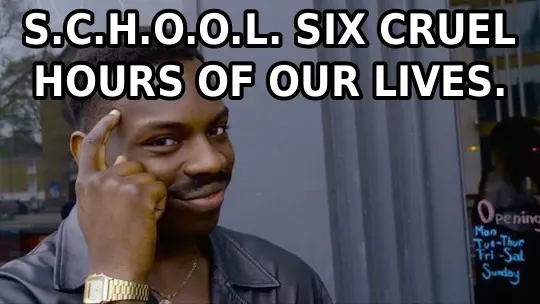 S.C.H.O.O.L. SIX CRUEL
HOURS OF OUR LIVES.
Opening
Mon
Tue-Thur
Fri-Sat
Sunday